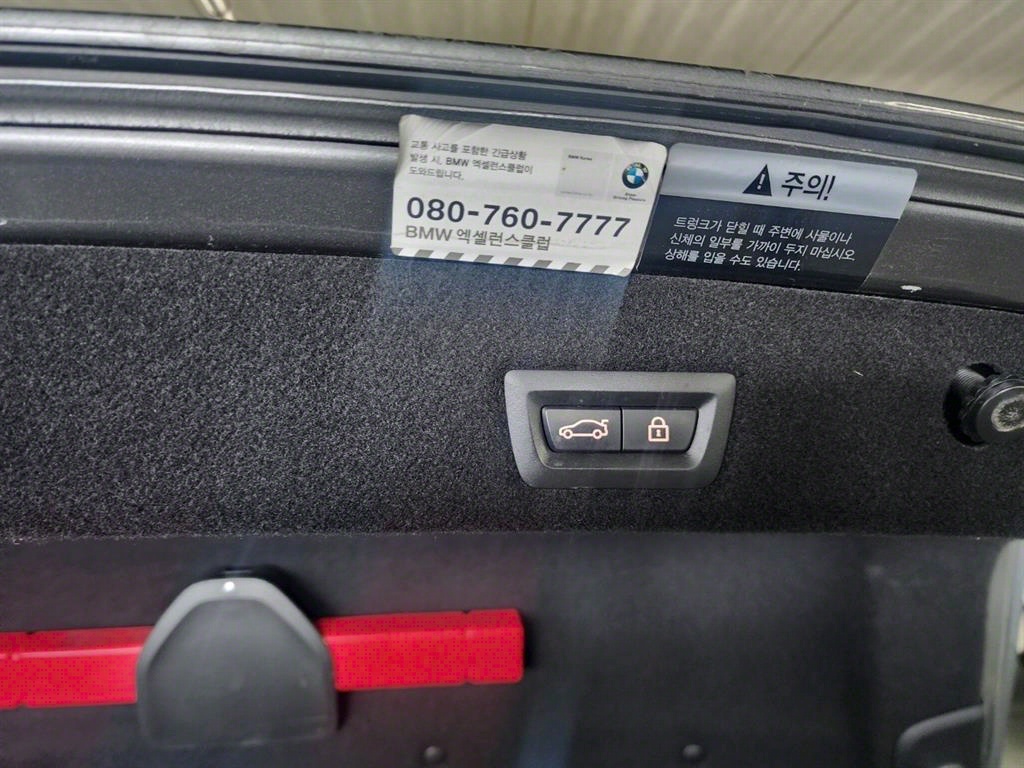 교통 사고를 포함한 긴급상황
발생 시, BMW 엑셀런스클럽이
도와드립니다.
BMW Korea
080-760-7777
BMW 엑셀런스클럽
주의!
트렁크가 닫힐 때 주변에 사물이나
신체의 일부를 가까이 두지 마십시오.
상해를 입을 수도 있습니다.